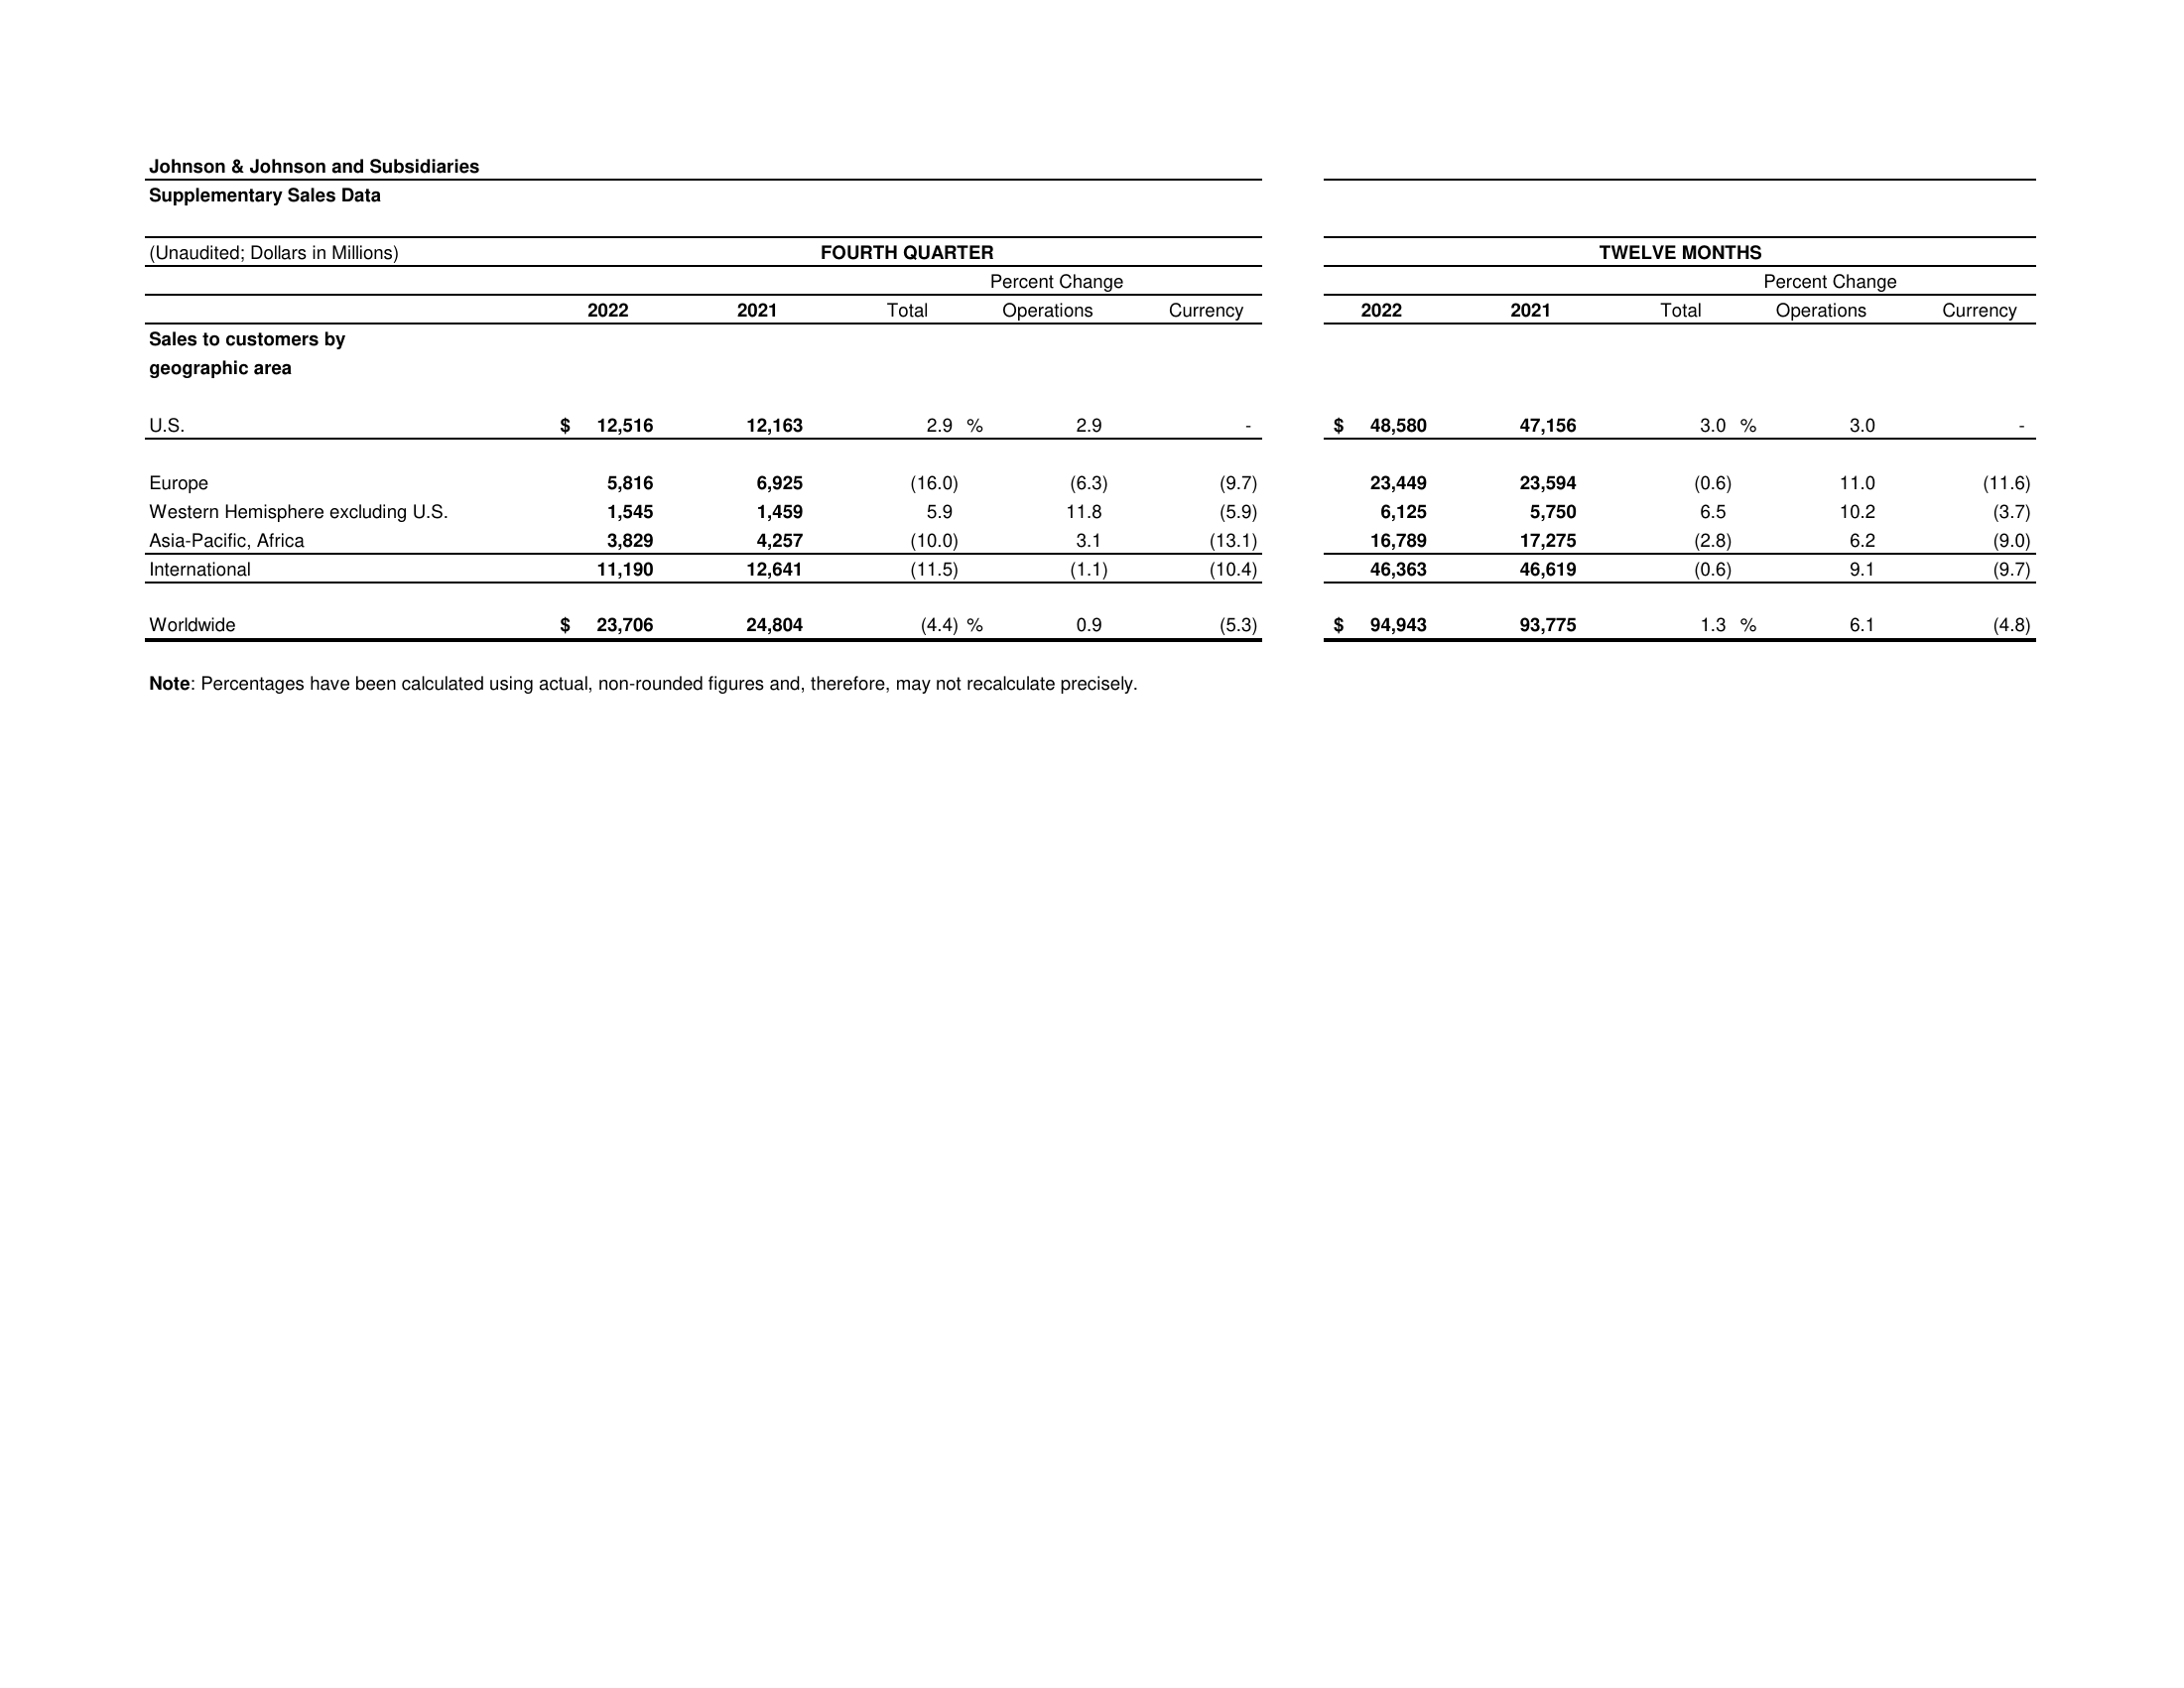 Johnson & Johnson and Subsidiaries
Supplementary Sales Data
(Unaudited; Dollars in Millions) FOURTH QUARTER TWELVE MONTHS
Percent Change Percent Change
2022 2021 Total Operations Currency 2022 2021 Total Operations Currency
Sales to customers by
geographic area
U.S. $ 12,516 12,163 2.9 % 2.9 - $ 48,580 47,156 3.0 % 3.0 -
Europe 5,816 6,925 (16.0) (6.3) (9.7) 23,449 23,594 (0.6) 11.0 (11.6)
Western Hemisphere excluding U.S. 1,545 1,459 5.9 11.8 (5.9) 6,125 5,750 6.5 10.2 (3.7)
Asia-Pacific, Africa 3,829 4,257 (10.0) 3.1 (13.1) 16,789 17,275 (2.8) 6.2 (9.0)
International 11,190 12,641 (11.5) (1.1) (10.4) 46,363 46,619 (0.6) 9.1 (9.7)
Worldwide $ 23,706 24,804 (4.4) % 0.9 (5.3) $ 94,943 93,775 1.3 % 6.1 (4.8)
Note: Percentages have been calculated using actual, non-rounded figures and, therefore, may not recalculate precisely.